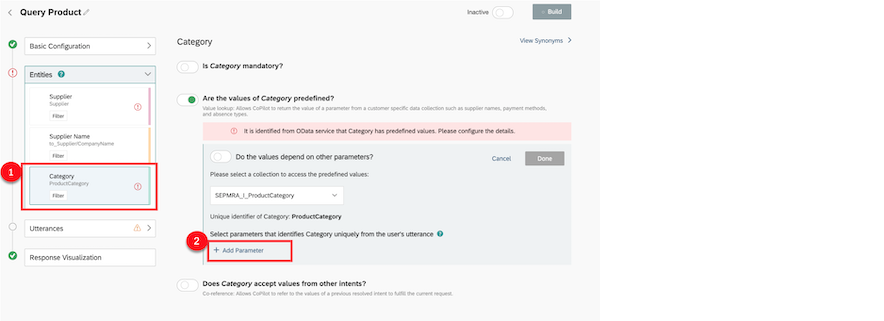 Query Product
Inactive
Build
Basic Configuration
Entities
Supplier
Supplier
Filter
Supplier Name
to_Supplier/CompanyName
Filter
1
Category
ProductCategory
Filter
Utterances
Response Visualization
Category
View Synonyms
Is Category mandatory?
Are the values of Category predefined?
Value lookup: Allows CoPilot to return the value of a parameter from a customer specific data collection such as supplier names, payment methods,
and absence types.
It is identified from OData service that Category has predefined values. Please configure the details.
Do the values depend on other parameters?
Cancel
Done
Please select a collection to access the predefined values:
SEPMRA_I_ProductCategory
Unique identifier of Category: ProductCategory
Select parameters that identifies Category uniquely from the user's utterance
2
+ Add Parameter
Does Category accept values from other intents?
Co-reference: Allows CoPilot to refer to the values of a previous resolved intent to fulfill the current request.